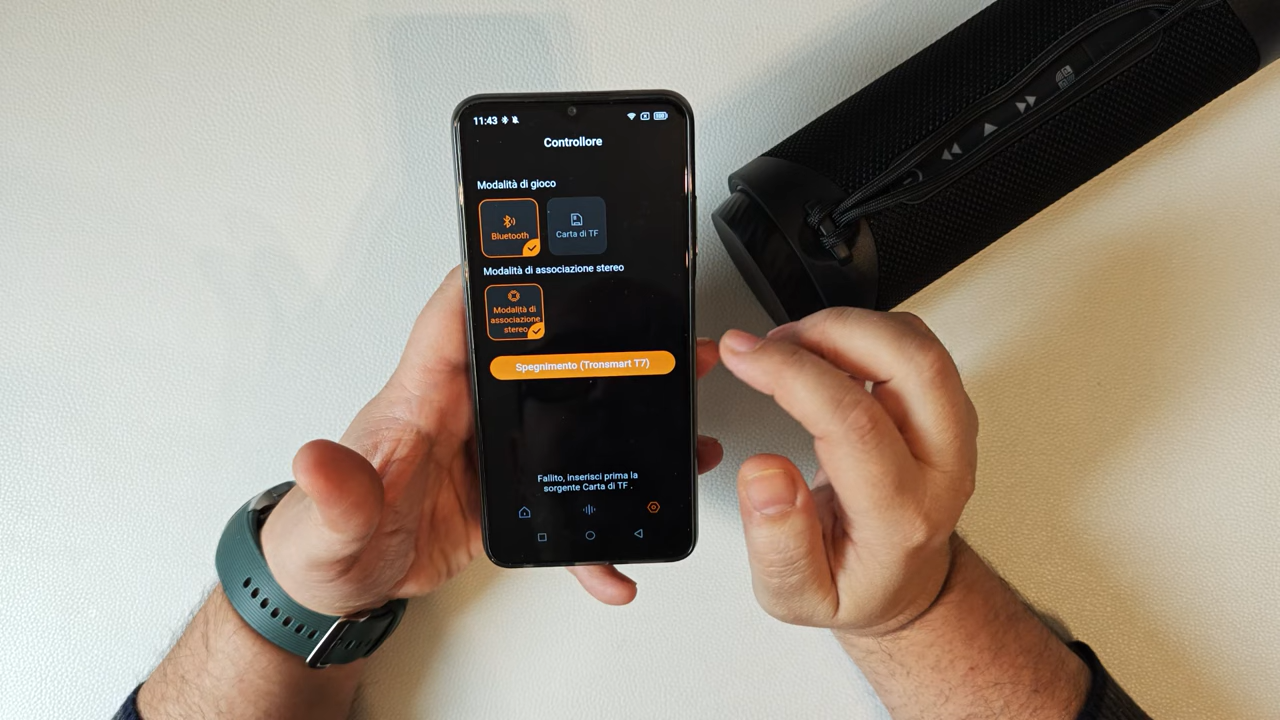 11:43
Controllore
Modalità di gioco
Bluetooth
Carta di TF
Modalità di associazione stereo
Modalità di
associazione
stereo
Spegnimento (Tronsmart T7)
Fallito, inserisci prima la
sorgente Carta di TF .